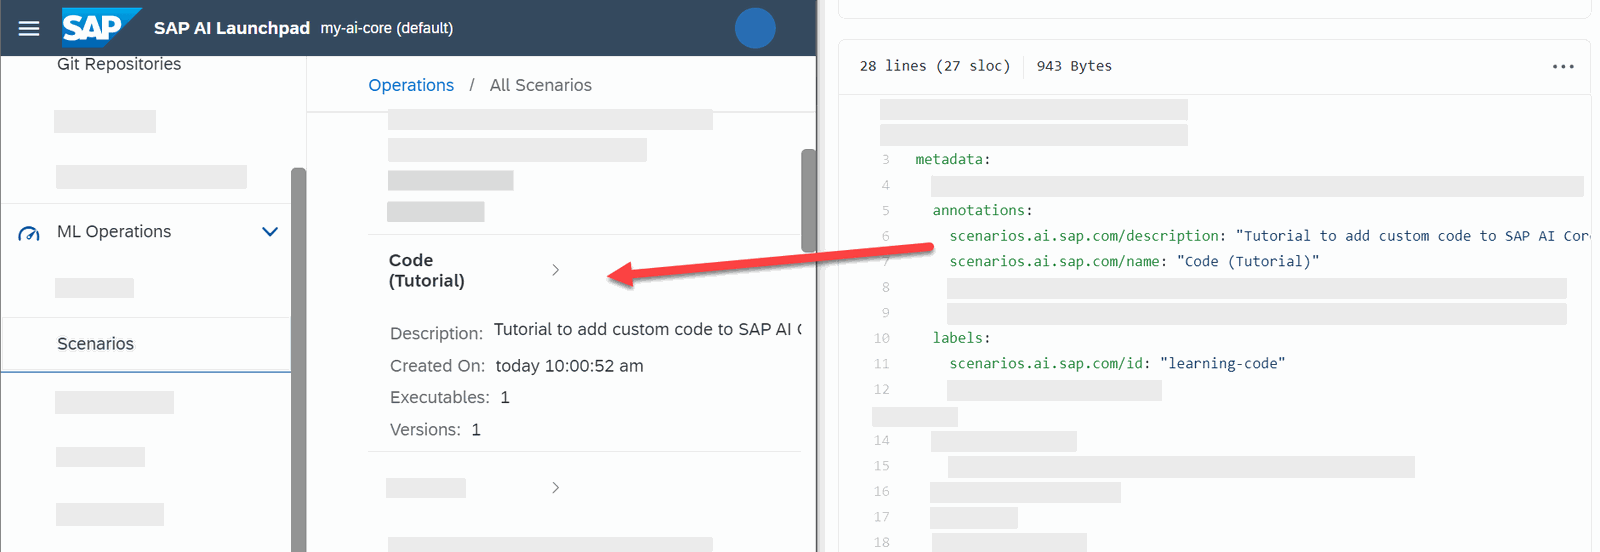 SAP SAP AI Launchpad my-ai-core (default)
Git Repositories
ML Operations
Scenarios
Operations / All Scenarios
Code
(Tutorial)
Description: Tutorial to add custom code to SAP AI
Created On: today 10:00:52 am
Executables: 1
Versions: 1
28 lines (27 sloc) 943 Bytes
3 metadata:
4
5 annotations:
6 scenarios.ai.sap.com/description: "Tutorial to add custom code to SAP AI Core
7 scenarios.ai.sap.com/name: "Code (Tutorial)"
8
9
10 labels:
11 scenarios.ai.sap.com/id: "learning-code"
12
14
15
16
17
18